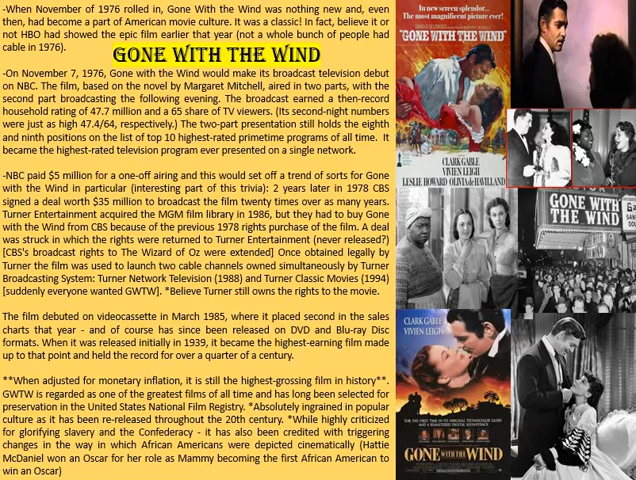 -When November of 1976 rolled in, Gone With the Wind was nothing new and, even
then, had become a part of American movie culture. It was a classic! In fact, believe it or
not HBO had showed the epic film earlier that year (not a whole bunch of people had
cable in 1976).
GONE WITH THE WIND
-On November 7, 1976, Gone with the Wind would make its broadcast television debut
on NBC. The film, based on the novel by Margaret Mitchell, aired in two parts, with the
second part broadcasting the following evening. The broadcast earned a then-record
household rating of 47.7 million and a 65 share of TV viewers. (Its second-night numbers
were just as high 47.4/64, respectively.) The two-part presentation still holds the eighth
and ninth positions on the list of top 10 highest-rated primetime programs of all time. It
became the highest-rated television program ever presented on a single network.
-NBC paid $5 million for a one-off airing and this would set off a trend of sorts for Gone
with the Wind in particular (interesting part of this trivia): 2 years later in 1978 CBS
signed a deal worth $35 million to broadcast the film twenty times over as many years.
Turner Entertainment acquired the MGM film library in 1986, but they had to buy Gone
with the Wind from CBS because of the previous 1978 rights purchase of the film. A deal
was struck in which the rights were returned to Turner Entertainment (never released?)
[CBS's broadcast rights to The Wizard of Oz were extended] Once obtained legally by
Turner the film was used to launch two cable channels owned simultaneously by Turner
Broadcasting System: Turner Network Television (1988) and Turner Classic Movies (1994)
[suddenly everyone wanted GWTW]. *Believe Turner still owns the rights to the movie.
The film debuted on videocassette in March 1985, where it placed second in the sales
charts that year - and of course has since been released on DVD and Blu-ray Disc
formats. When it was released initially in 1939, it became the highest-earning film made
up to that point and held the record for over a quarter of a century.
**When adjusted for monetary inflation, it is still the highest-grossing film in history**.
GWTW is regarded as one of the greatest films of all time and has long been selected for
preservation in the United States National Film Registry. *Absolutely ingrained in popular
culture as it has been re-released throughout the 20th century. *While highly criticized
for glorifying slavery and the Confederacy - it has also been credited with triggering
changes in the way in which African Americans were depicted cinematically (Hattie
McDaniel won an Oscar for her role as Mammy becoming the first African American to
win an Oscar)
In new screen splendor...
The most magnificent picture ever!
"GONE WITH THE WIND"
CLARK GABLE
VIVIEN LEIGH
LESLIE HOWARD OLIVIA de HAVILLAND
GONE WITH
THE WIND
CLARK GABLE
VIVIEN LEIGH
GONE WITH THE WIND